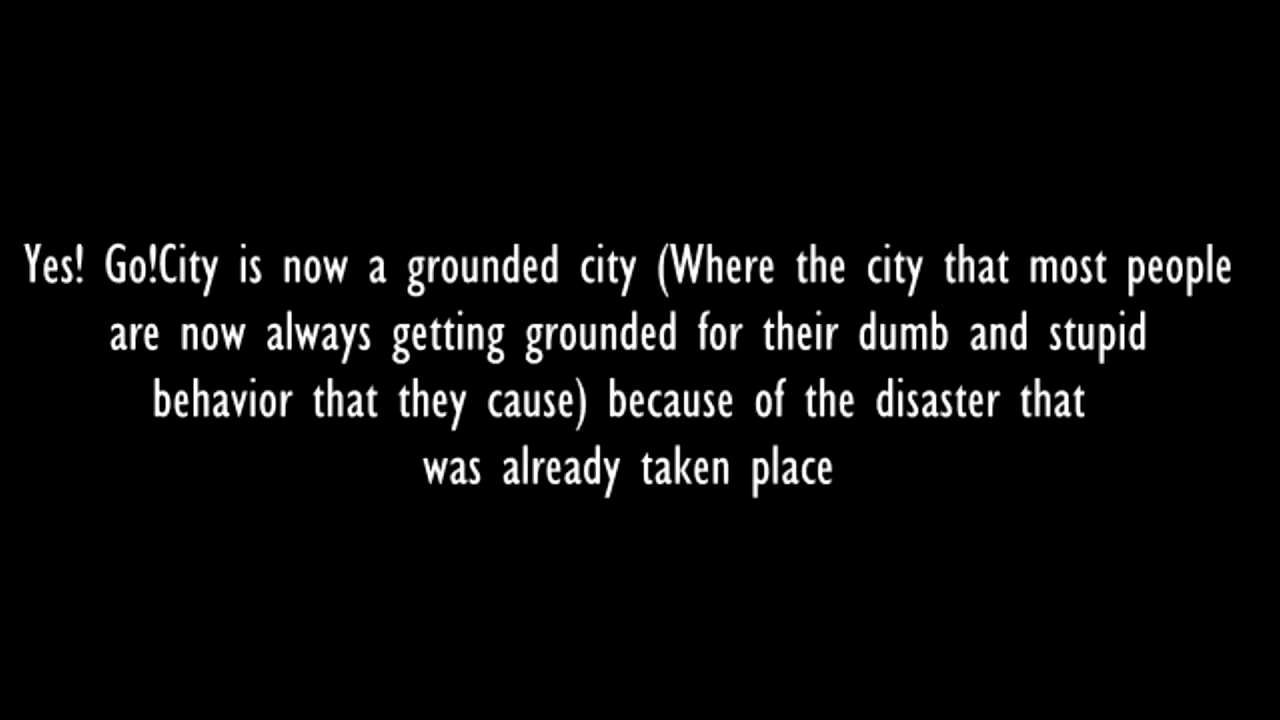 Yes! Go!City is now a grounded city (Where the city that most people
are now always getting grounded for their dumb and stupid
behavior that they cause) because of the disaster that
was already taken place